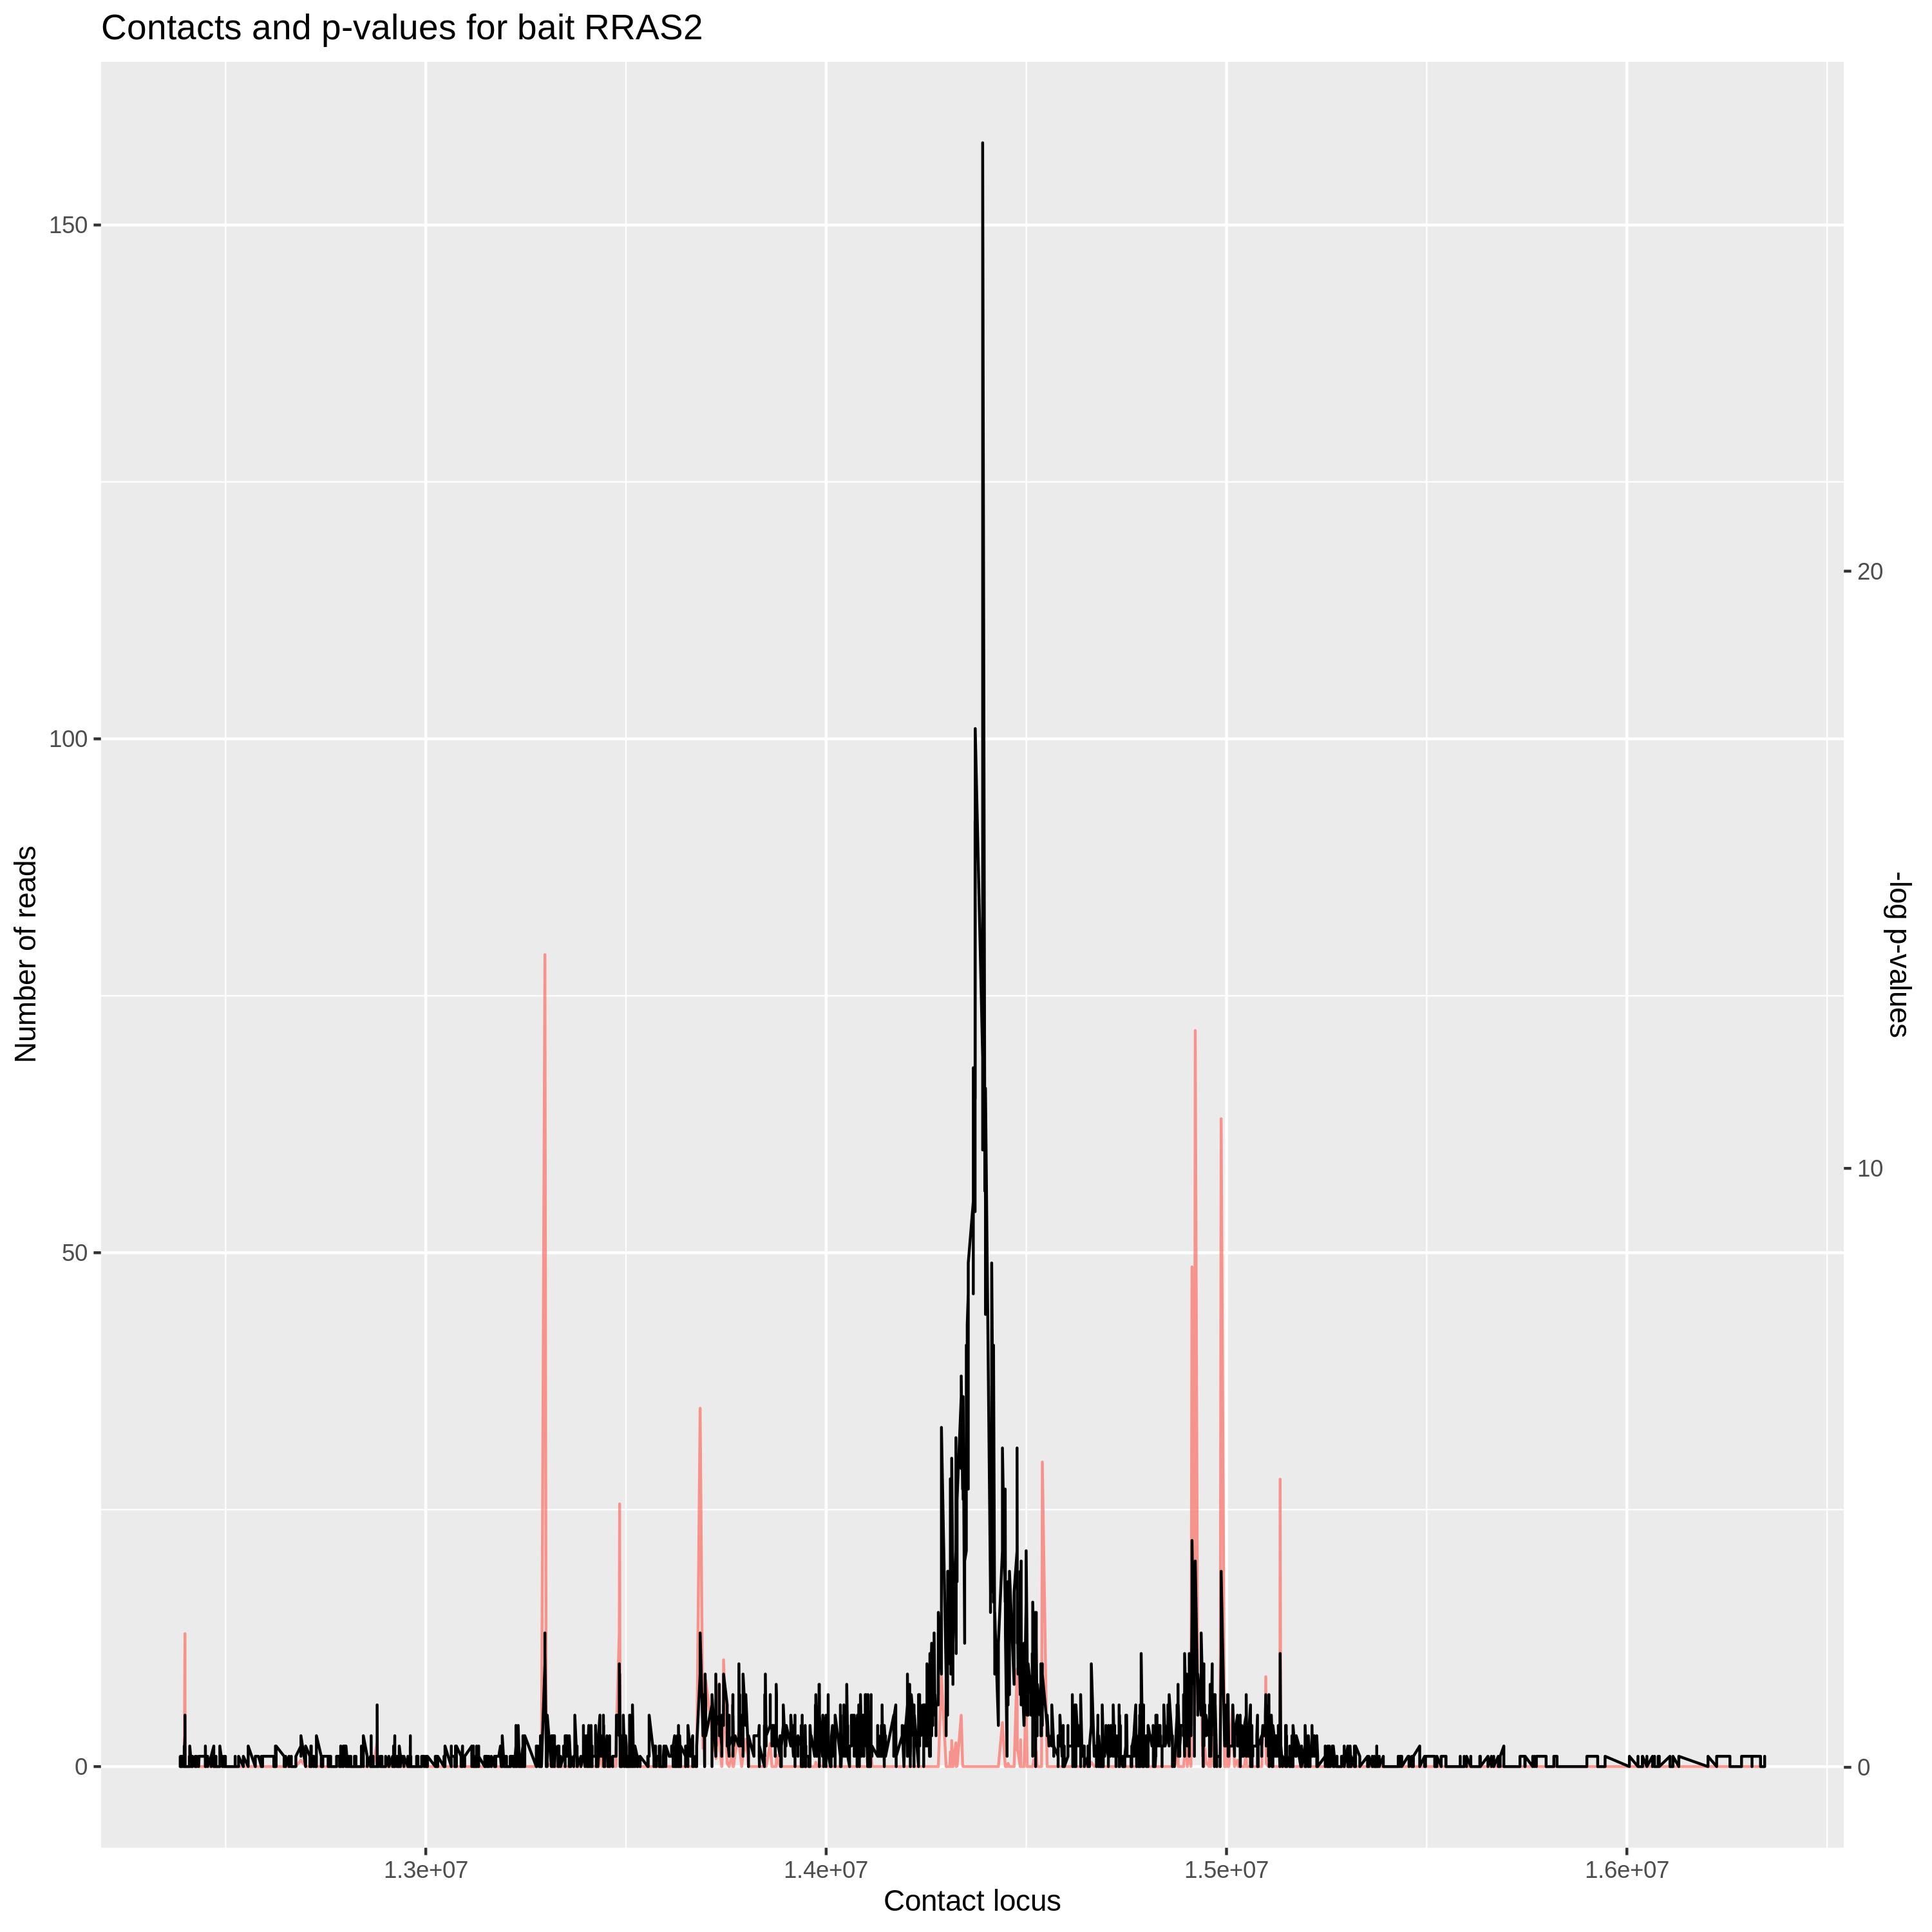 Contacts and p-values for bait RRAS2
150
100
50
0
Number of reads
20
10
0
-log p-values
1.3e+07 1.4e+07 1.5e+07 1.6e+07
Contact locus